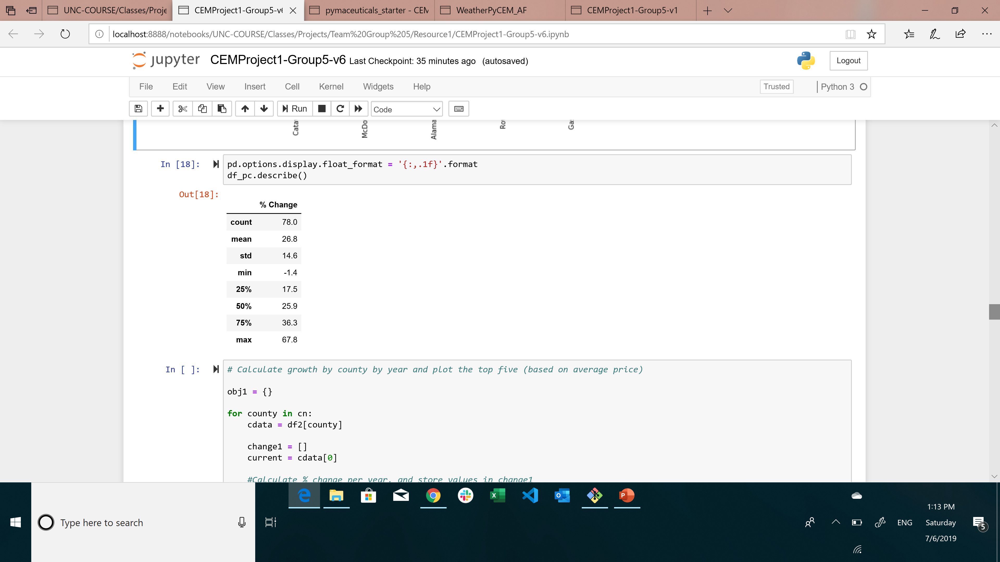 UNC-COURSE/Classes/Proje
CEMProject1-Group5-v6
pymaceuticals_starter - CEM
WeatherPyCEM_AF
CEMProject1-Group5-v1
localhost:8888/notebooks/UNC-COURSE/Classes/Projects/Team%20Group%205/Resource1/CEMProject1-Group5-v6.ipynb
jupyter CEMProject1-Group5-v6 Last Checkpoint: 35 minutes ago (autosaved)
Logout
File Edit View Insert Cell Kernel Widgets Help
Trusted Python 3
Run Code
Cata
McDo
Alama
Ro
Ga
In [18]: pd.options.display.float_format = '{:,.1f}'.format
df_pc.describe()
Out[18]:
% Change
count 78.0
mean 26.8
std 14.6
min -1.4
25% 17.5
50% 25.9
75% 36.3
max 67.8
In [ ]: # Calculate growth by county by year and plot the top five (based on average price)
obj1 = {}
for county in cn:
cdata = df2[county]
change1 = []
current = cdata[0]
#Calculate % change per year, and store values in change1
Type here to search
ENG
1:13 PM
Saturday
7/6/2019
5